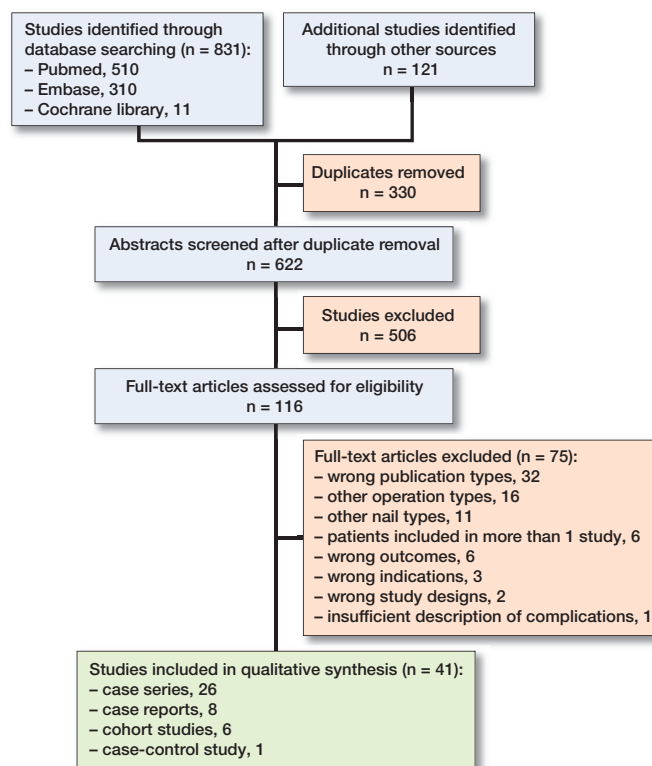 Studies identified through
database searching (n = 831):
– Pubmed, 510
– Embase, 310
– Cochrane library, 11
Additional studies identified
through other sources
n = 121
Duplicates removed
n = 330
Abstracts screened after duplicate removal
n = 622
Studies excluded
n = 506
Full-text articles assessed for eligibility
n = 116
Full-text articles excluded (n = 75):
– wrong publication types, 32
– other operation types, 16
– other nail types, 11
– patients included in more than 1 study, 6
– wrong outcomes, 6
– wrong indications, 3
– wrong study designs, 2
– insufficient description of complications, 1
Studies included in qualitative synthesis (n = 41):
– case series, 26
– case reports, 8
– cohort studies, 6
– case-control study, 1